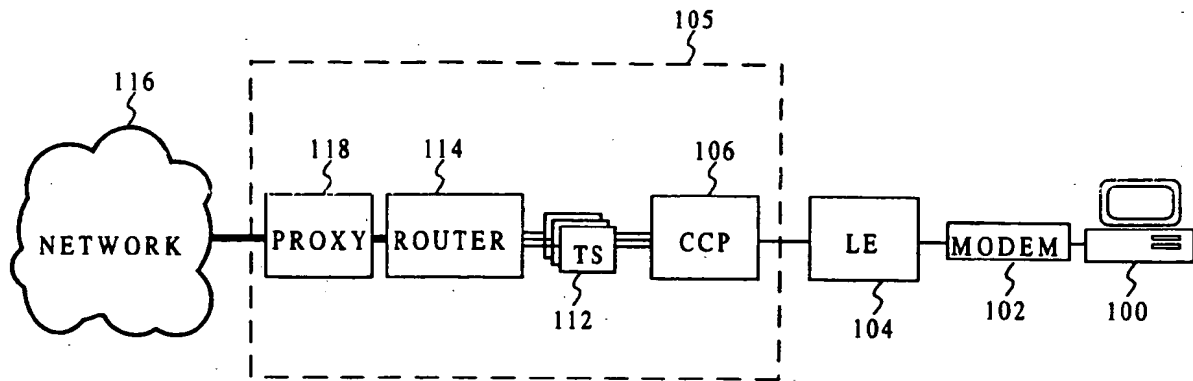 105
116
118
114
106
NETWORK
PROXY
ROUTER
TS
CCP
LE
MODEM
112
104
102
100